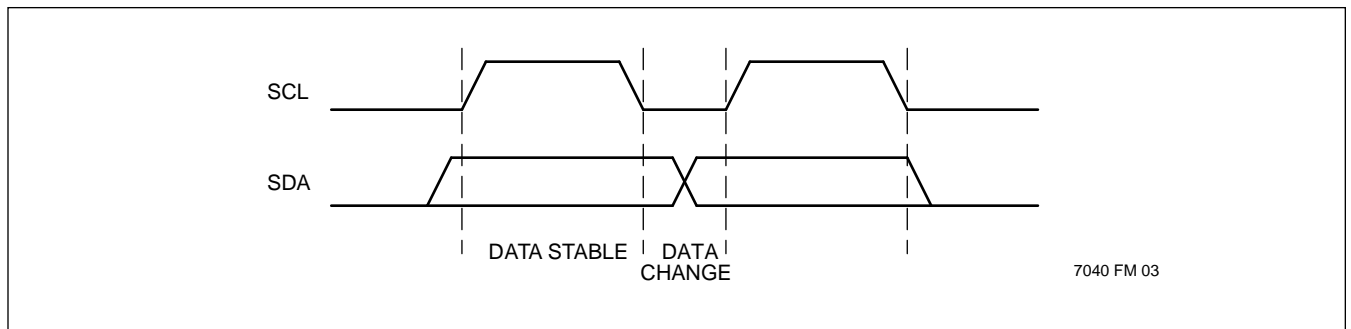 SCL
SDA
DATA STABLE
DATA
CHANGE
7040 FM 03